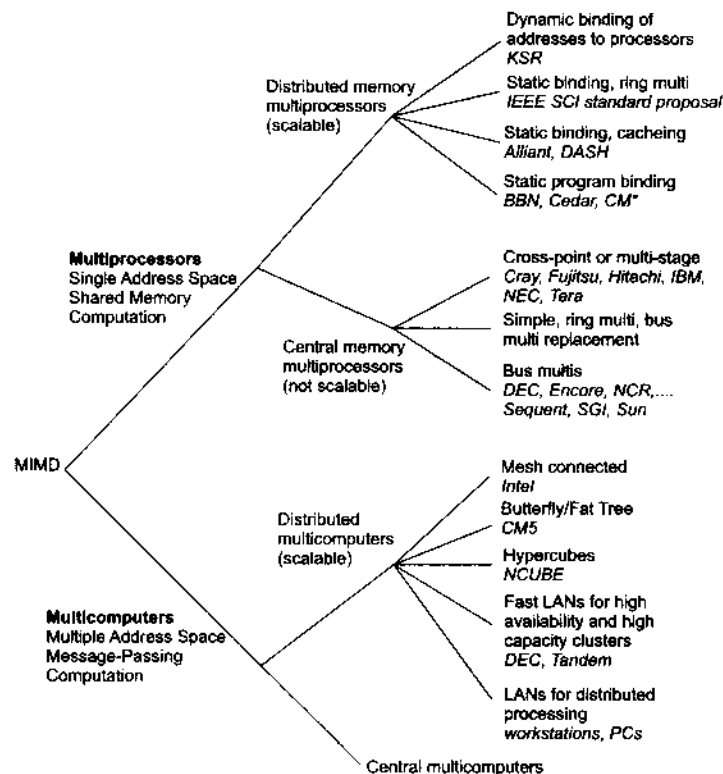 Dynamic binding of
addresses to processors
KSR
Distributed memory
multiprocessors
(scalable)
Static binding, ring multi
IEEE SCI standard proposal
Static binding, cacheing
Alliant, DASH
Static program binding
BBN, Cedar, CM*
Multiprocessors
Single Address Space
Shared Memory
Computation
Cross-point or multi-stage
Cray, Fujitsu, Hitachi, IBM,
NEC, Tera
Simple, ring multi, bus
multi replacement
Central memory
multiprocessors
(not scalable)
Bus multis
DEC, Encore, NCR,....
Sequent, SGI, Sun
MIMD
Mesh connected
Intel
Distributed
multicomputers
(scalable)
Butterfly/Fat Tree
CM5
Hypercubes
NCUBE
Multicomputers
Multiple Address Space
Message-Passing
Computation
Fast LANs for high
availability and high
capacity clusters
DEC, Tandem
LANs for distributed
processing
workstations, PCs
Central multicomputers